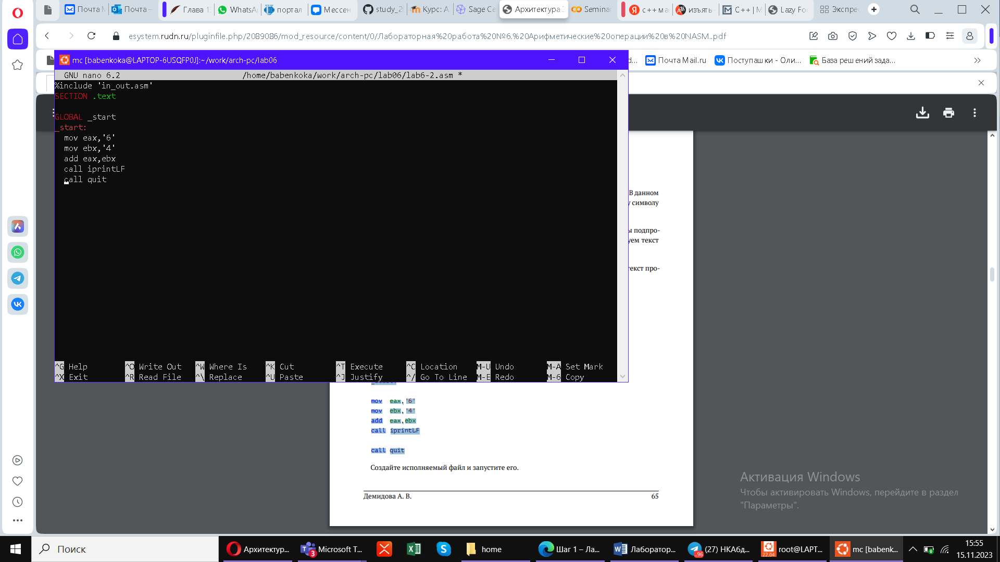 Почта М
Почта –
Глава 1
WhatsA
портал
Мессен
study_2
Курс: А
Sage Ce
Архитектура Э
Semina
с++ ма
изъять
C++ | M
Lazy Foo
Экспре
esystem.rudn.ru/pluginfile.php/2089086/mod_resource/content/0/Лабораторная%20работа%20№6.%20Арифметические%20операции%20в%20NASM..pdf
d...
Почта Mail.ru
Поступашки - Оли...
База решений зада...
mc [babenkoka@LAPTOP-6USQFP0J]:~/work/arch-pc/lab06
GNU nano 6.2 /home/babenkoka/work/arch-pc/lab06/lab6-2.asm *
%include 'in_out.asm'
SECTION .text
GLOBAL _start
_start:
mov eax,'6'
mov ebx,'4'
add eax,ebx
call iprintLF
call quit
^G Help ^O Write Out ^W Where Is ^K Cut ^T Execute ^C Location M-U Undo M-A Set Mark
^X Exit ^R Read File ^\ Replace ^U Paste ^J Justify ^/ Go To Line M-E Redo M-6 Copy
В данном
у символу
ы подпро-
уем текст
текст про-
mov eax,'6'
mov ebx,'4'
add eax,ebx
call iprintLF
call quit
Создайте исполняемый файл и запустите его.
Демидова А. В. 65
Активация Windows
Чтобы активировать Windows, перейдите в раздел
"Параметры".
Поиск
Архитектур...
3
Microsoft T...
home
Шаг 1 – Ла...
Лаборатор...
..96
(27) НКАбд...
22.04
root@LAPT...
mc [babenk...
15:55
15.11.2023